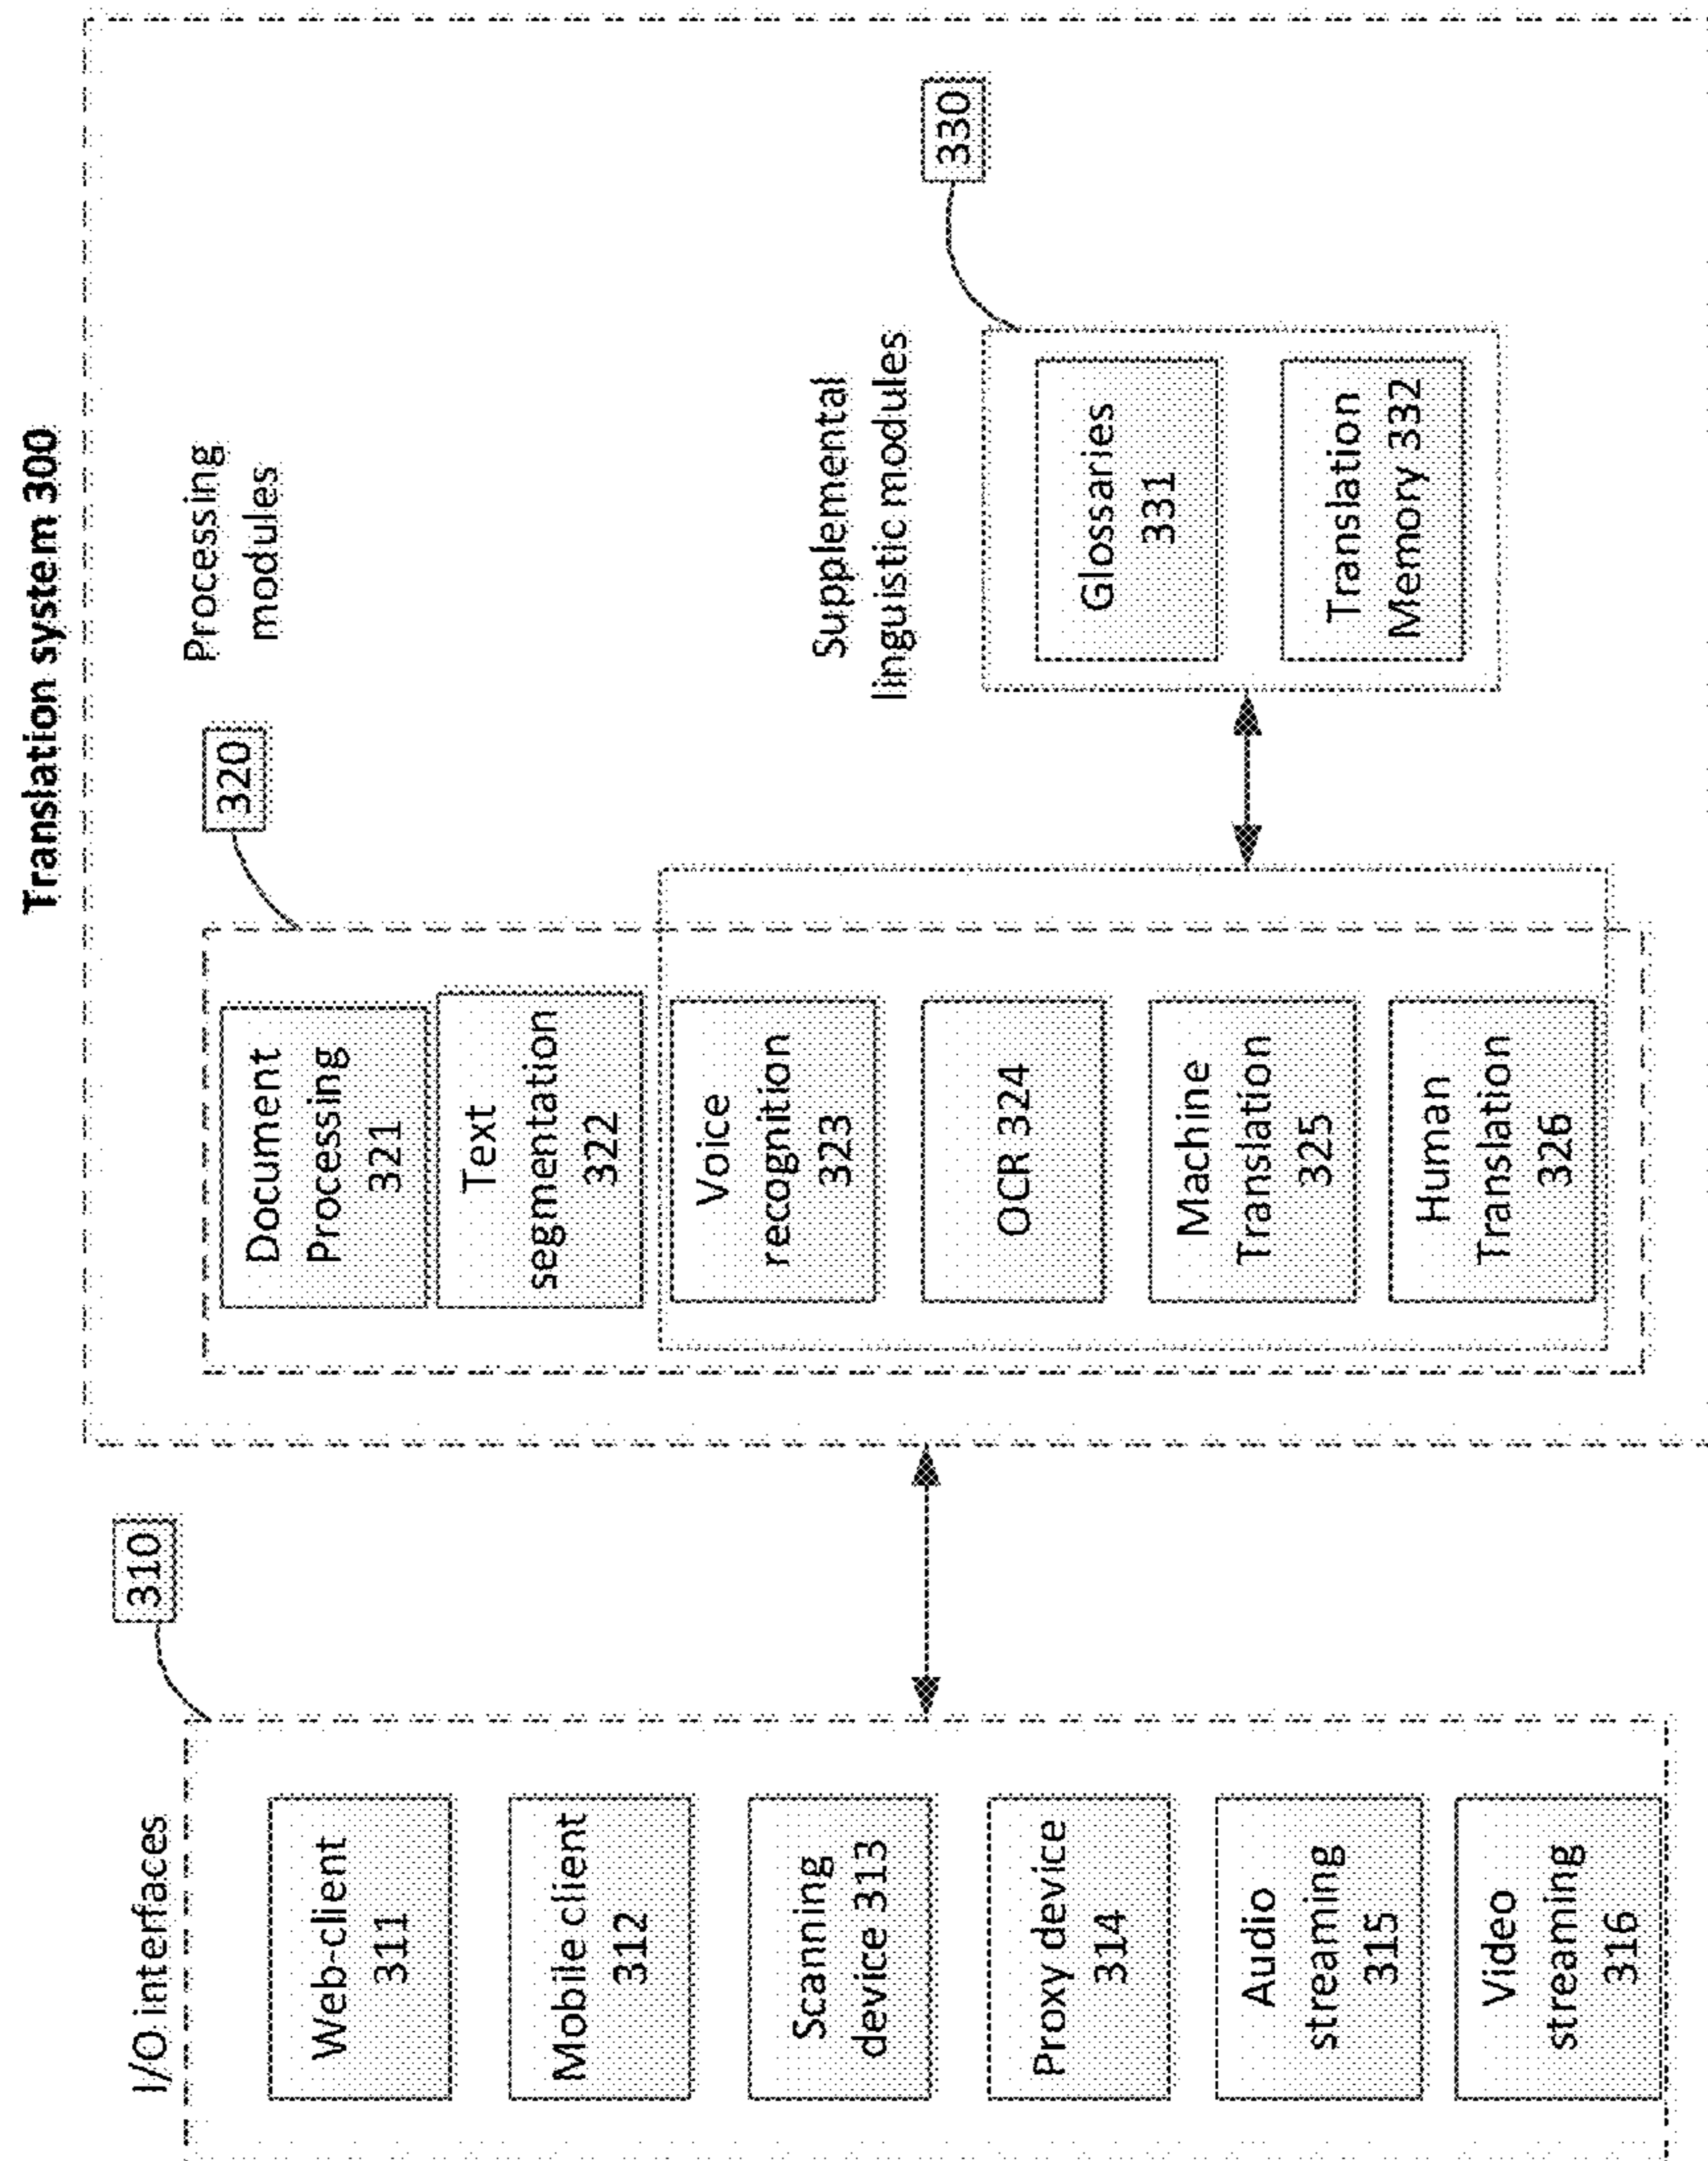 Translation system 300
I/O interfaces
310
Web-client
311
Mobile client
312
Scanning
device 313
Proxy device
314
Audio
streaming
315
Video
streaming
316
320
Processing
modules
Document
Processing
321
Text
segmentation
322
Voice
recognition
323
OCR 324
Machine
Translation
325
Human
Translation
326
Supplemental
linguistic modules
330
Glossaries
331
Translation
Memory 332